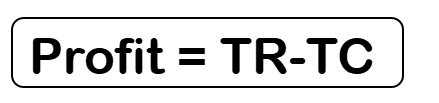 Profit = TR-TC